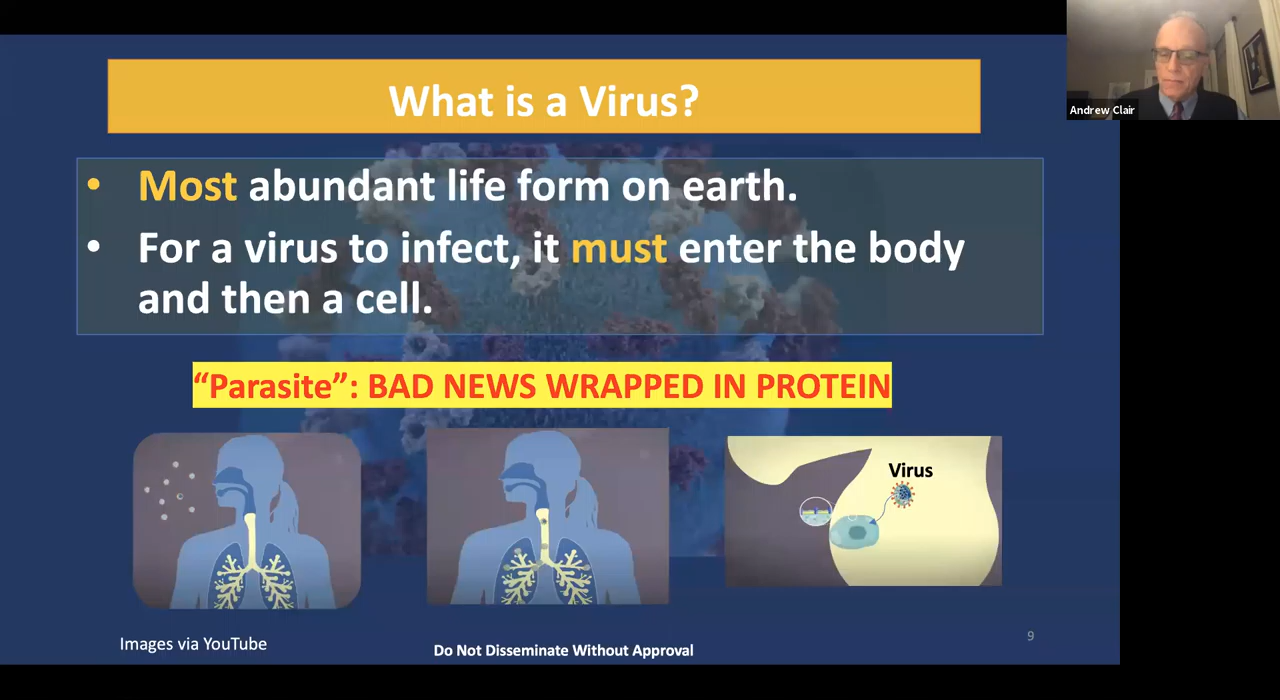 What is a Virus?
Andrew Clair
• Most abundant life form on earth.
• For a virus to infect, it must enter the body
and then a cell.
“Parasite”: BAD NEWS WRAPPED IN PROTEIN
Virus
Images via YouTube
Do Not Disseminate Without Approval
9